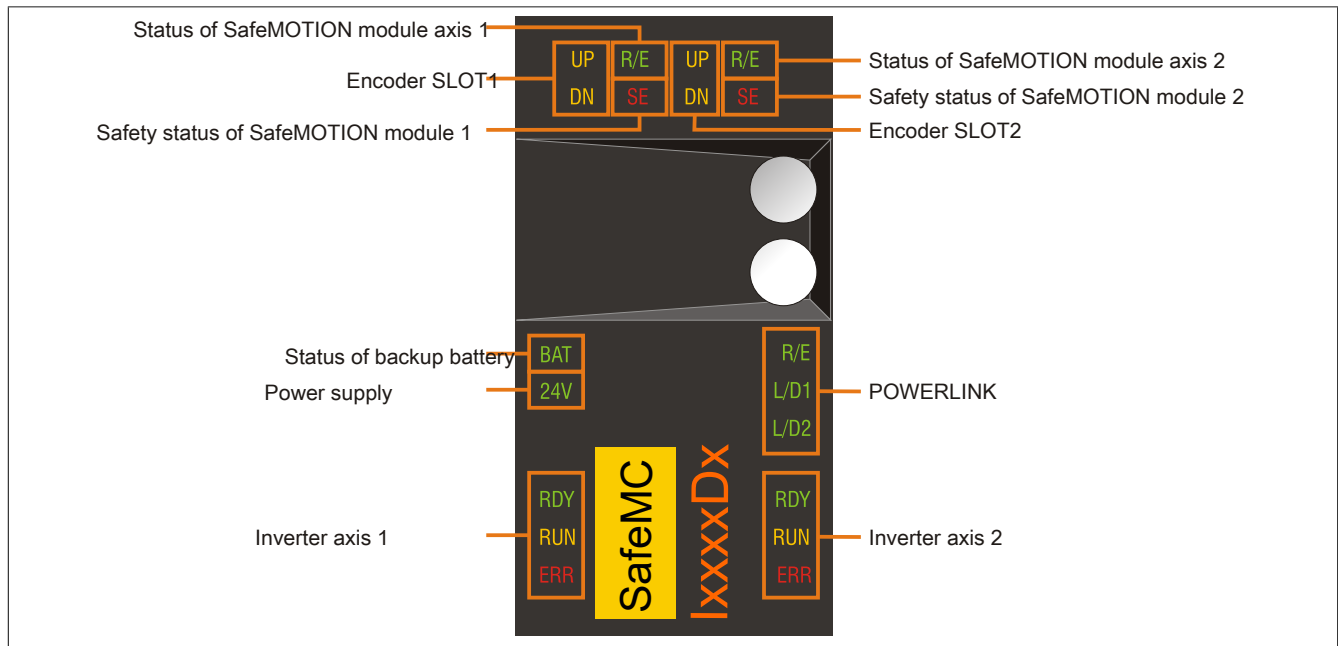 Status of SafeMOTION module axis 1
UP R/E UP R/E
Status of SafeMOTION module axis 2
Encoder SLOT1
DN SE DN SE
Safety status of SafeMOTION module 2
Safety status of SafeMOTION module 1
Encoder SLOT2
Status of backup battery
BAT
R/E
Power supply
24V
L/D1
POWERLINK
L/D2
SafeMC
IxxxxDx
RDY
RDY
Inverter axis 1
RUN
RUN
Inverter axis 2
ERR
ERR